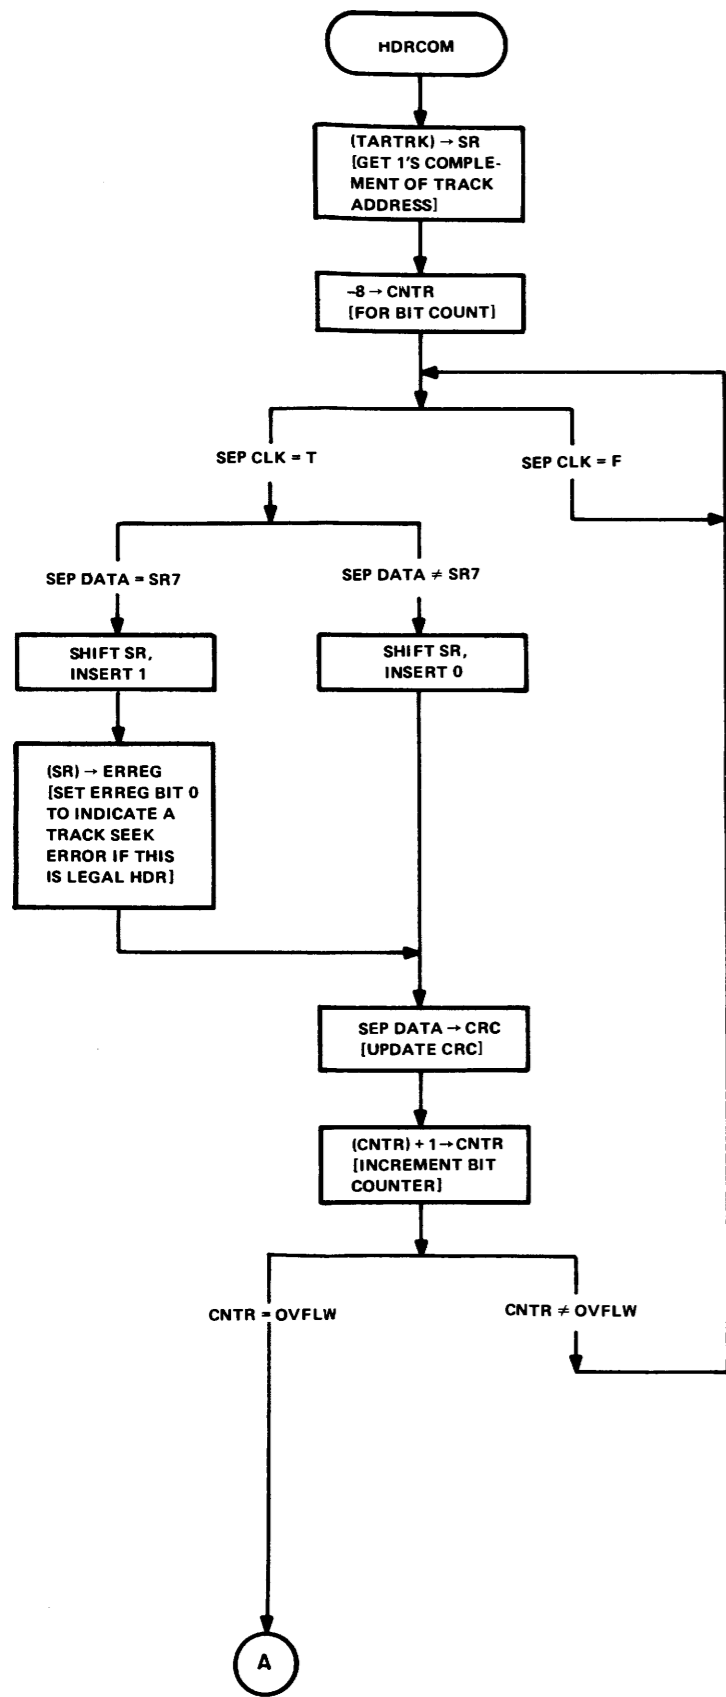 HDRCOM
(TARTRK) → SR
[GET 1'S COMPLE-
MENT OF TRACK
ADDRESS]
–8 → CNTR
[FOR BIT COUNT]
SEP CLK = T
SEP CLK = F
SEP DATA = SR7
SEP DATA ≠ SR7
SHIFT SR,
INSERT 1
SHIFT SR,
INSERT 0
(SR) → ERREG
[SET ERREG BIT 0
TO INDICATE A
TRACK SEEK
ERROR IF THIS
IS LEGAL HDR]
SEP DATA → CRC
[UPDATE CRC]
(CNTR) + 1 → CNTR
[INCREMENT BIT
COUNTER]
CNTR = OVFLW
CNTR ≠ OVFLW
A